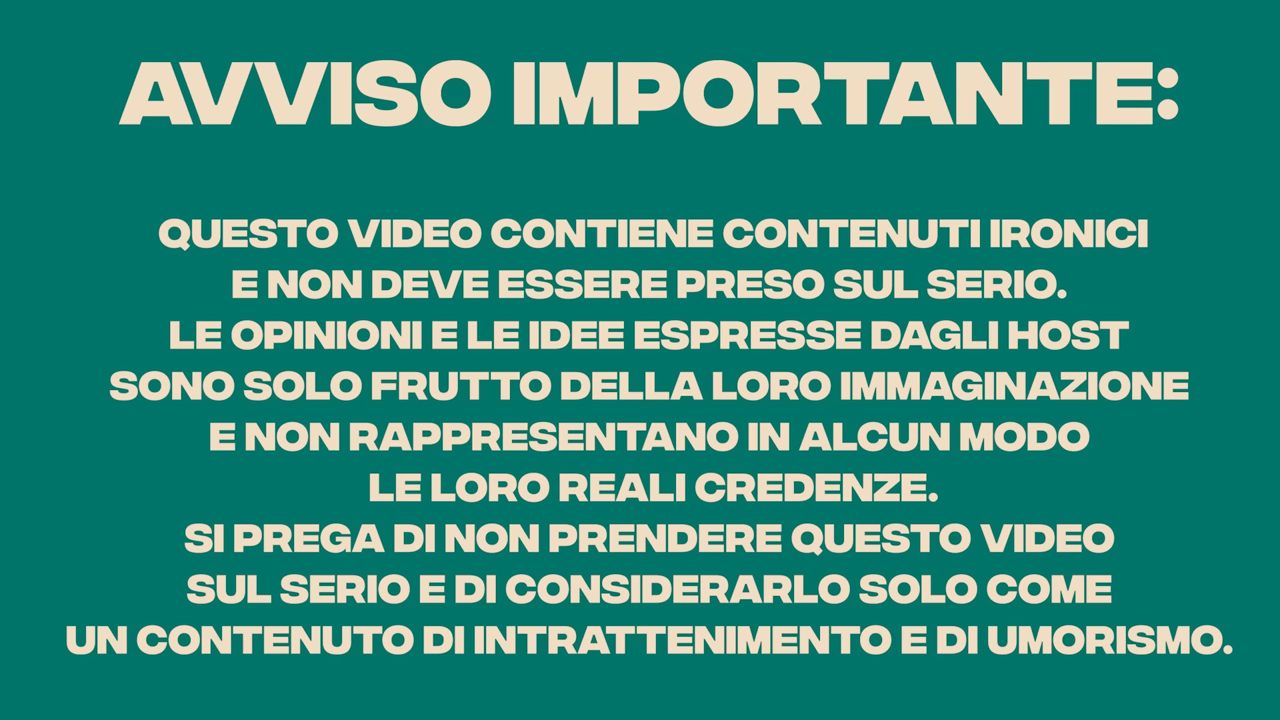 AVVISO IMPORTANTE:
QUESTO VIDEO CONTIENE CONTENUTI IRONICI
E NON DEVE ESSERE PRESO SUL SERIO.
LE OPINIONI E LE IDEE ESPRESSE DAGLI HOST
SONO SOLO FRUTTO DELLA LORO IMMAGINAZIONE
E NON RAPPRESENTANO IN ALCUN MODO
LE LORO REALI CREDENZE.
SI PREGA DI NON PRENDERE QUESTO VIDEO
SUL SERIO E DI CONSIDERARLO SOLO COME
UN CONTENUTO DI INTRATTENIMENTO E DI UMORISMO.